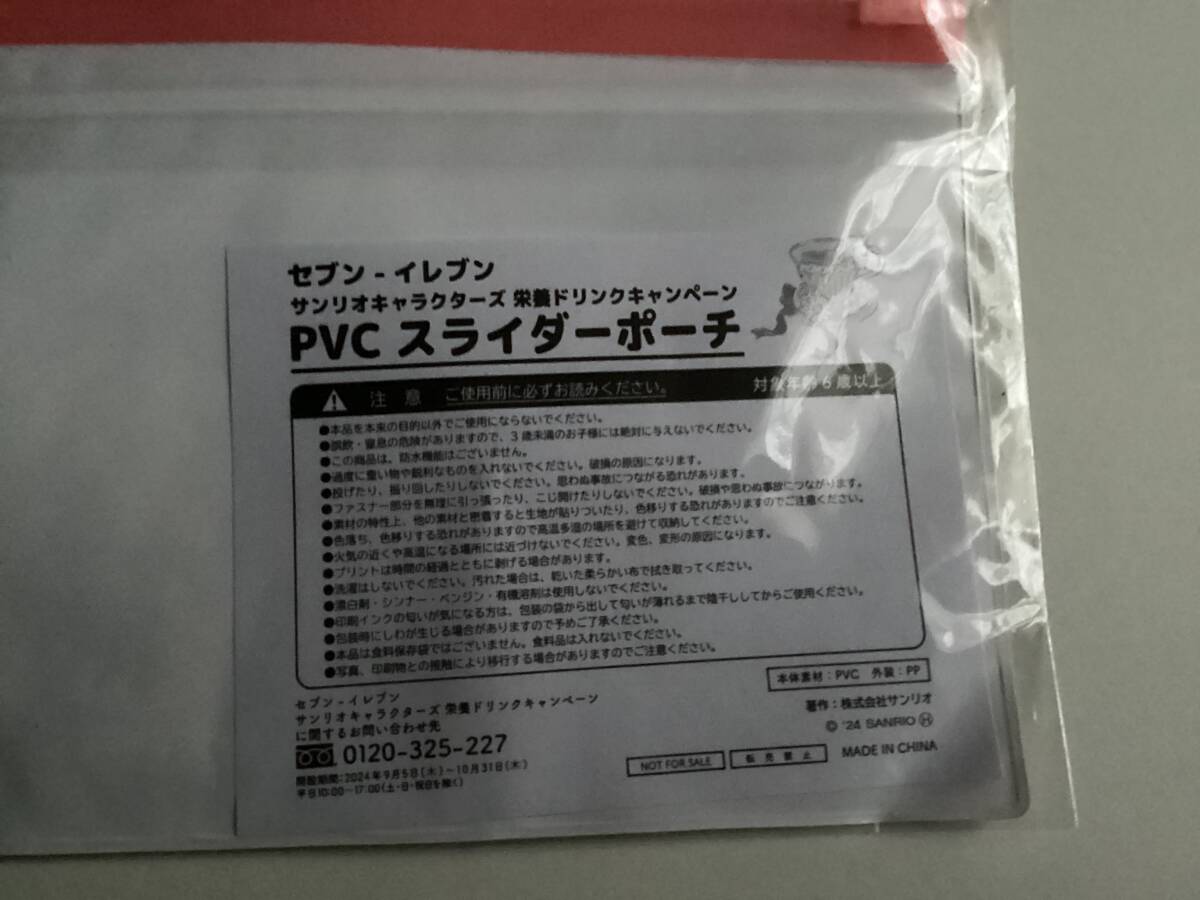 セブン‐イレブン
サンリオキャラクターズ 栄養ドリンクキャンペーン
PVC スライダーポーチ
注 意 ご使用前に必ずお読みください。 対象年齢 6 歳以上
●本品を本来の目的以外でご使用にならないでください。
●誤飲・窒息の危険がありますので、3 歳未満のお子様には絶対に与えないでください。
●この商品は、防水機能はございません。
●過度に重い物や鋭利なものを入れないでください。破損の原因になります。
●投げたり、振り回したりしないでください。思わぬ事故につながる恐れがあります。
●ファスナー部分を無理に引っ張ったり、こじ開けたりしないでください。破損や思わぬ事故につながります。
●素材の特性上、他の素材と密着すると生地が貼りついたり、色移りする恐れがありますのでご注意ください。
●色落ち、色移りする恐れがありますので高温多湿の場所を避けて収納してください。
●火気の近くや高温になる場所には近づけないでください。変色、変形の原因になります。
●プリントは時間の経過とともに剥げる場合があります。
●洗濯はしないでください。汚れた場合は、乾いた柔らかい布で拭き取ってください。
●漂白剤・シンナー・ベンジン・有機溶剤は使用しないでください。
●印刷インクの匂いが気になる方は、包装の袋から出して匂いが薄れるまで陰干ししてからご使用ください。
●包装時にしわが生じる場合がありますので予めご了承ください。
●本品は食料保存袋ではございません。食料品は入れないでください。
●写真、印刷物との接触により移行する場合がありますのでご注意ください。
本体素材：PVC 外装：PP
セブン‐イレブン
サンリオキャラクターズ 栄養ドリンクキャンペーン
に関するお問い合わせ先
0120-325-227
開設期間：2024年9月5日(木)～10月31日(木)
平日10:00～17:00(土・日・祝日を除く)
著作：株式会社サンリオ
© '24 SANRIO Ⓗ
NOT FOR SALE 転売禁止 MADE IN CHINA